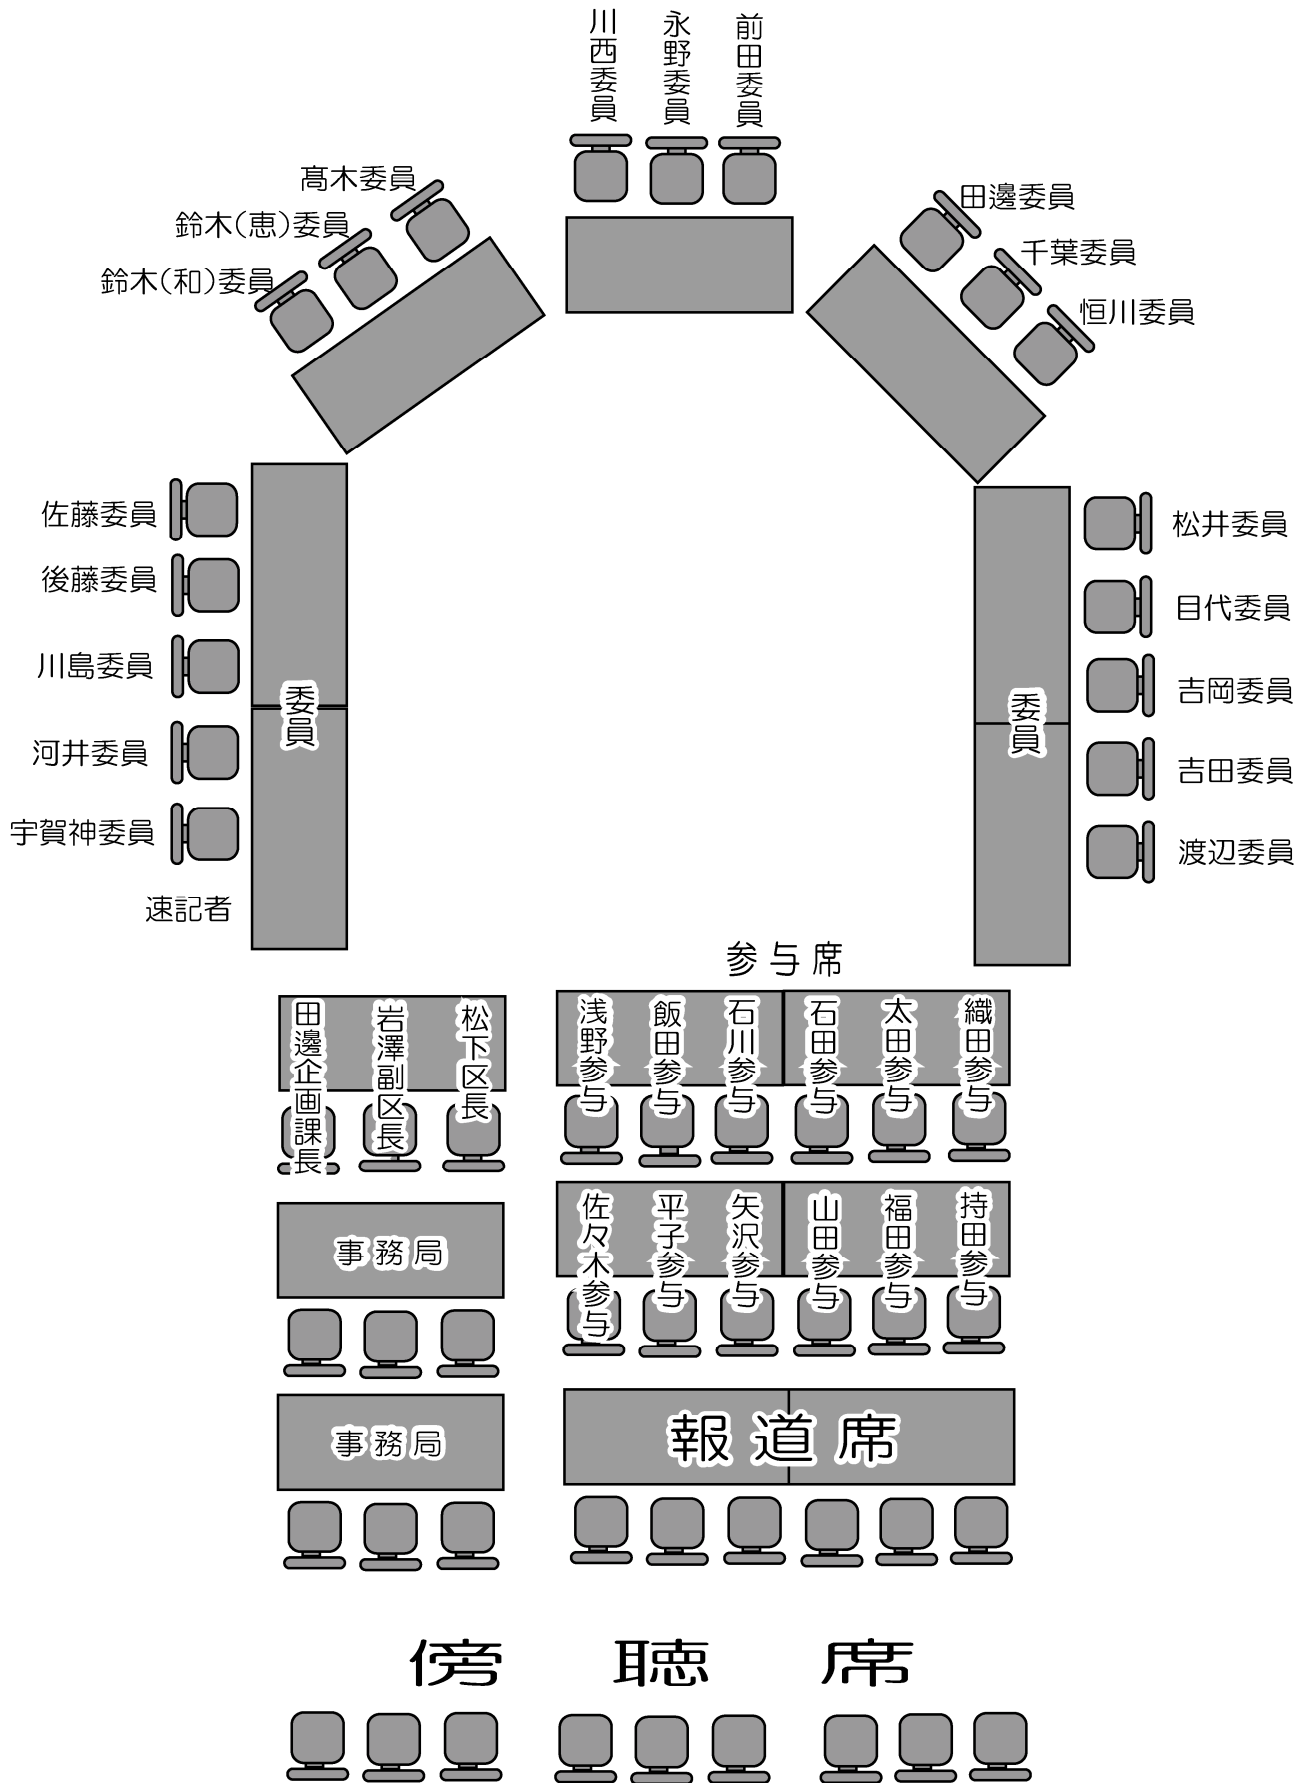 川西委員
永野委員
前田委員
髙木委員
鈴木(恵)委員
鈴木(和)委員
田邊委員
千葉委員
恒川委員
佐藤委員
後藤委員
川島委員
河井委員
宇賀神委員
速記者
委員
委員
松井委員
目代委員
吉岡委員
吉田委員
渡辺委員
参与席
田邊企画課長
岩澤副区長
松下区長
浅野参与
飯田参与
石川参与
石田参与
太田参与
織田参与
佐々木参与
平子参与
矢沢参与
山田参与
福田参与
持田参与
事務局
事務局
報道席
傍聴席